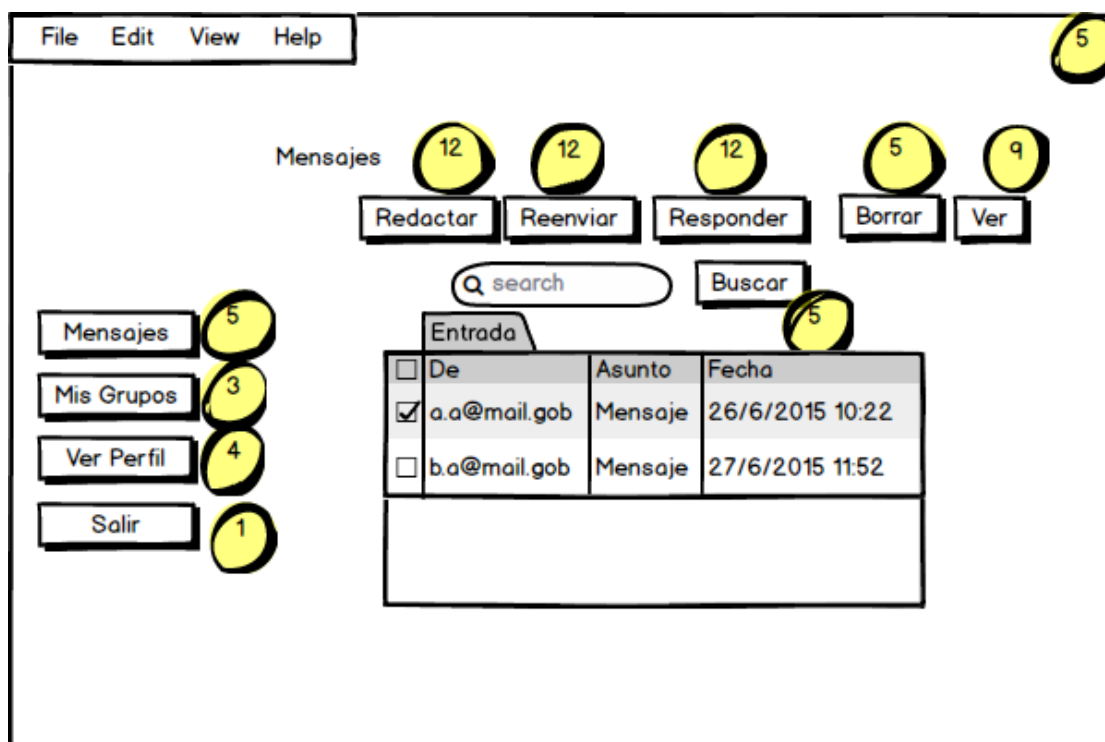 File Edit View Help
5
Mensajes 12 12 12 5 9
Redactar Reenviar Responder Borrar Ver
search Buscar
5
Mensajes 5
Mis Grupos 3
Ver Perfil 4
Salir 1
Entrada
De Asunto Fecha
a.a@mail.gob Mensaje 26/6/2015 10:22
b.a@mail.gob Mensaje 27/6/2015 11:52